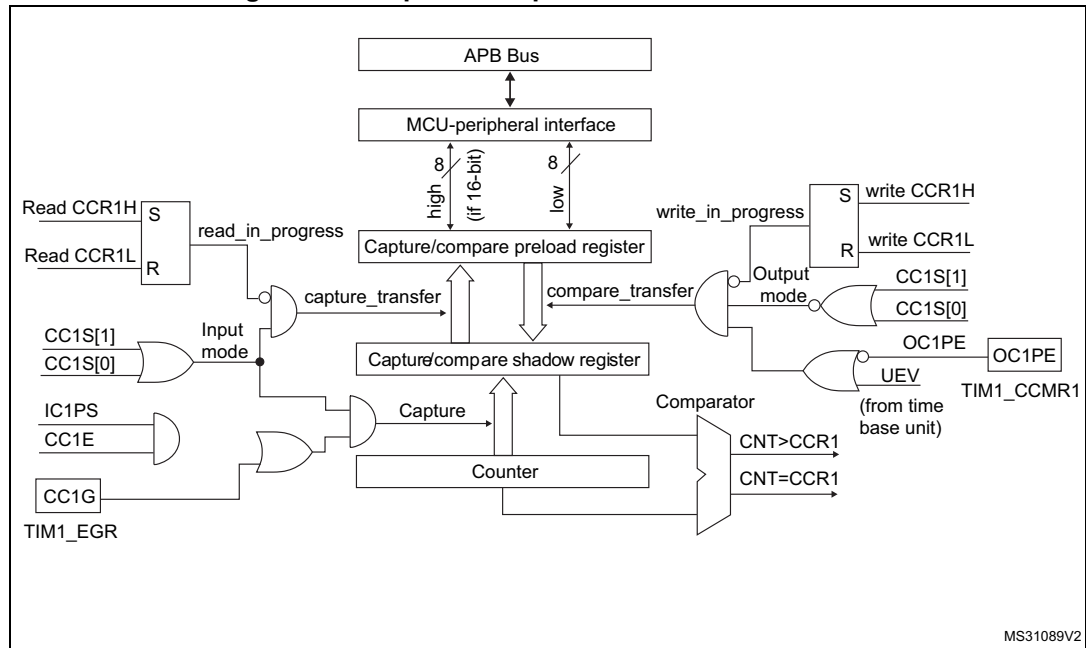 APB Bus
MCU-peripheral interface
8
high
(if 16-bit)
8
low
Read CCR1H
S
read_in_progress
Read CCR1L
R
write_in_progress
S
write CCR1H
R
write CCR1L
Capture/compare preload register
capture_transfer
compare_transfer
Output
mode
CC1S[1]
CC1S[0]
CC1S[1]
CC1S[0]
Input
mode
Capture/compare shadow register
OC1PE
OC1PE
UEV
TIM1_CCMR1
(from time
base unit)
IC1PS
CC1E
Capture
Comparator
CNT>CCR1
CNT=CCR1
Counter
CC1G
TIM1_EGR
MS31089V2